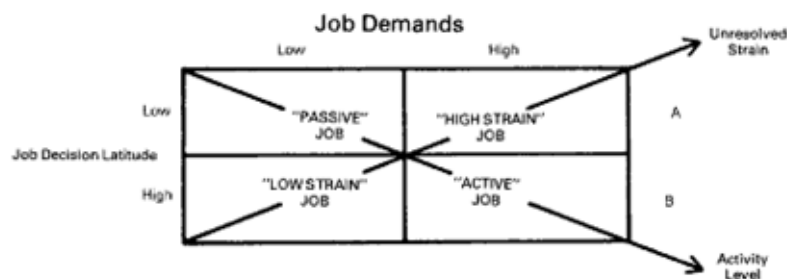 Job Demands
Unresolved
Strain
Low
High
Low
"PASSIVE"
JOB
"HIGH STRAIN"
JOB
A
Job Decision Latitude
High
"LOW STRAIN"
JOB
"ACTIVE"
JOB
B
Activity
Level